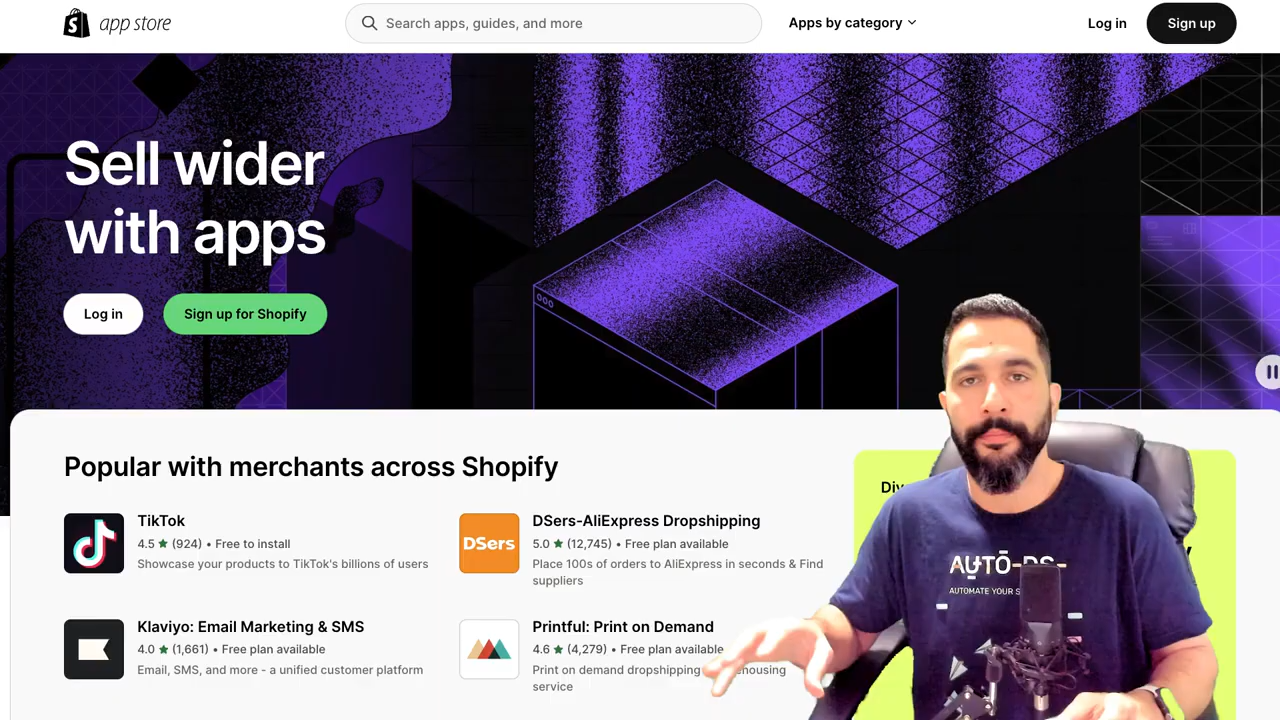 app store
Search apps, guides, and more
Apps by category
Log in
Sign up
Sell wider
with apps
Log in
Sign up for Shopify
Popular with merchants across Shopify
TikTok
4.5 ★ (924) • Free to install
Showcase your products to TikTok's billions of users
DSers
DSers-AliExpress Dropshipping
5.0 ★ (12,745) • Free plan available
Place 100s of orders to AliExpress in seconds & Find
suppliers
Klaviyo: Email Marketing & SMS
4.0 ★ (1,661) • Free plan available
Email, SMS, and more - a unified customer platform
Printful: Print on Demand
4.6 ★ (4,279) • Free plan available
Print on demand dropshipping
service
AUTŌ-DS-
AUTOMATE YOUR